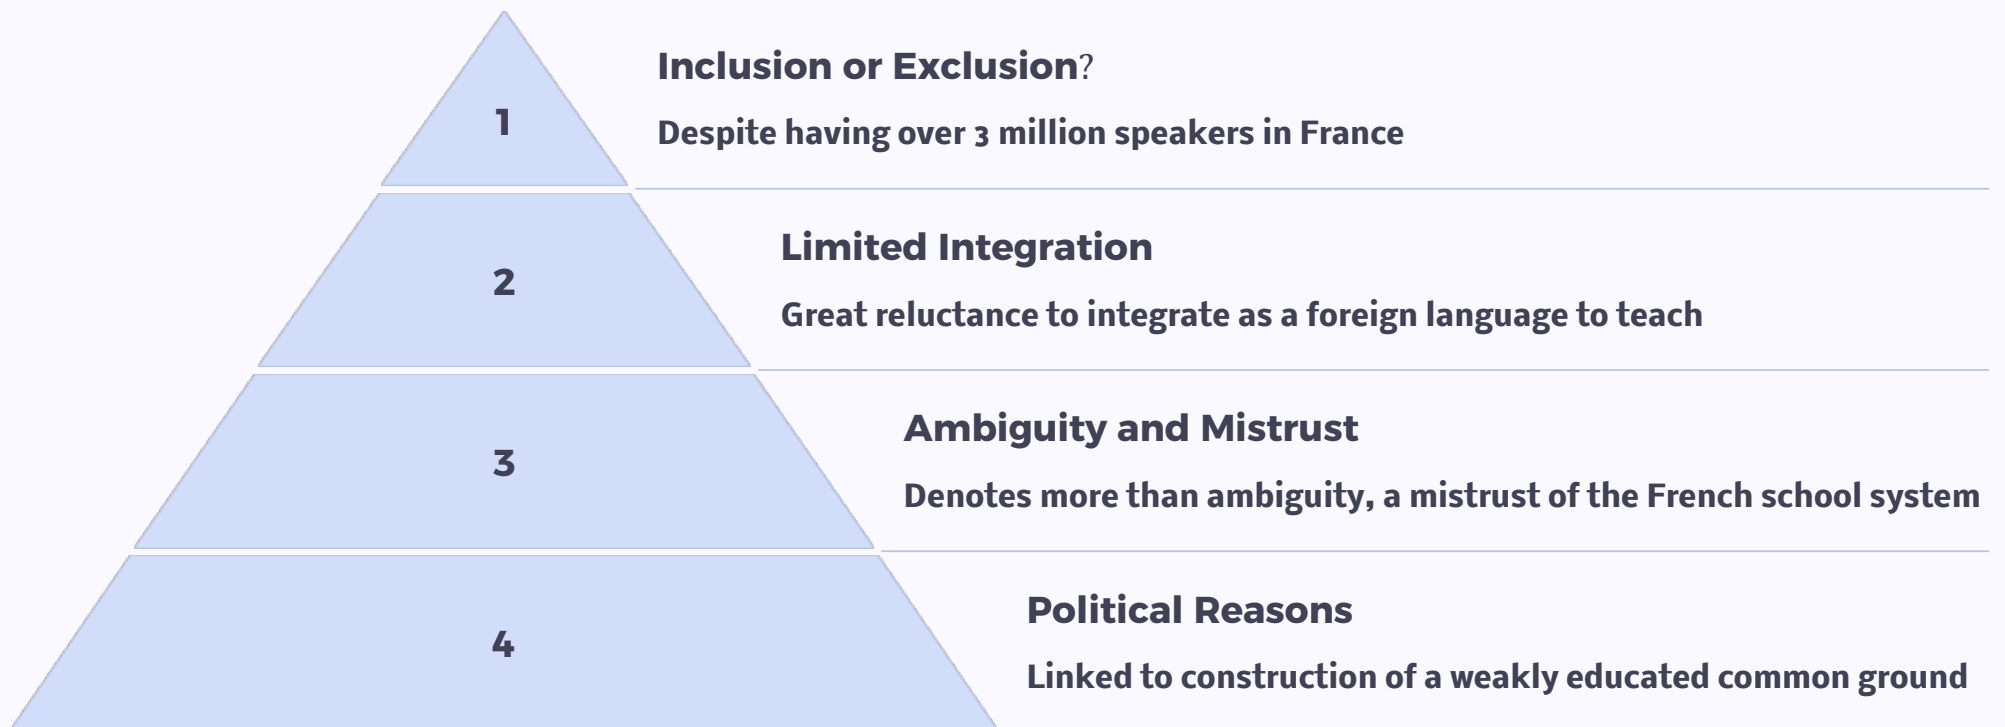 1
Inclusion or Exclusion?
Despite having over 3 million speakers in France
2
Limited Integration
Great reluctance to integrate as a foreign language to teach
3
Ambiguity and Mistrust
Denotes more than ambiguity, a mistrust of the French school system
4
Political Reasons
Linked to construction of a weakly educated common ground